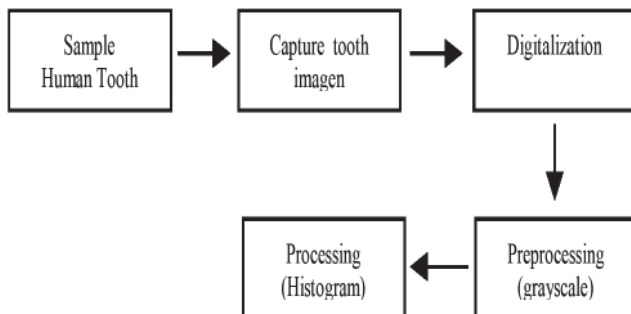 Sample
Human Tooth
Capture tooth
imagen
Digitalization
Preprocessing
(grayscale)
Processing
(Histogram)